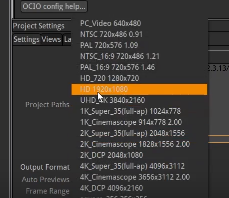 OCIO config help...
Project Settings
Settings Views
PC_Video 640x480
NTSC 720x486 0.91
PAL 720x576 1.09
NTSC_16:9 720x486 1.21
PAL_16:9 720x576 1.46
HD_720 1280x720
HD 1920x1080
UHD_4K 3840x2160
1K_Super_35(full-ap) 1024x778
1K_Cinemascope 914x778 2.00
2K_Super_35(full-ap) 2048x1556
2K_Cinemascope 1828x1556 2.00
2K_DCP 2048x1080
4K_Super_35(full-ap) 4096x3112
4K_Cinemascope 3656x3112 2.00
4K_DCP 4096x2160
Project Paths
Output Format
Auto Previews
Frame Range